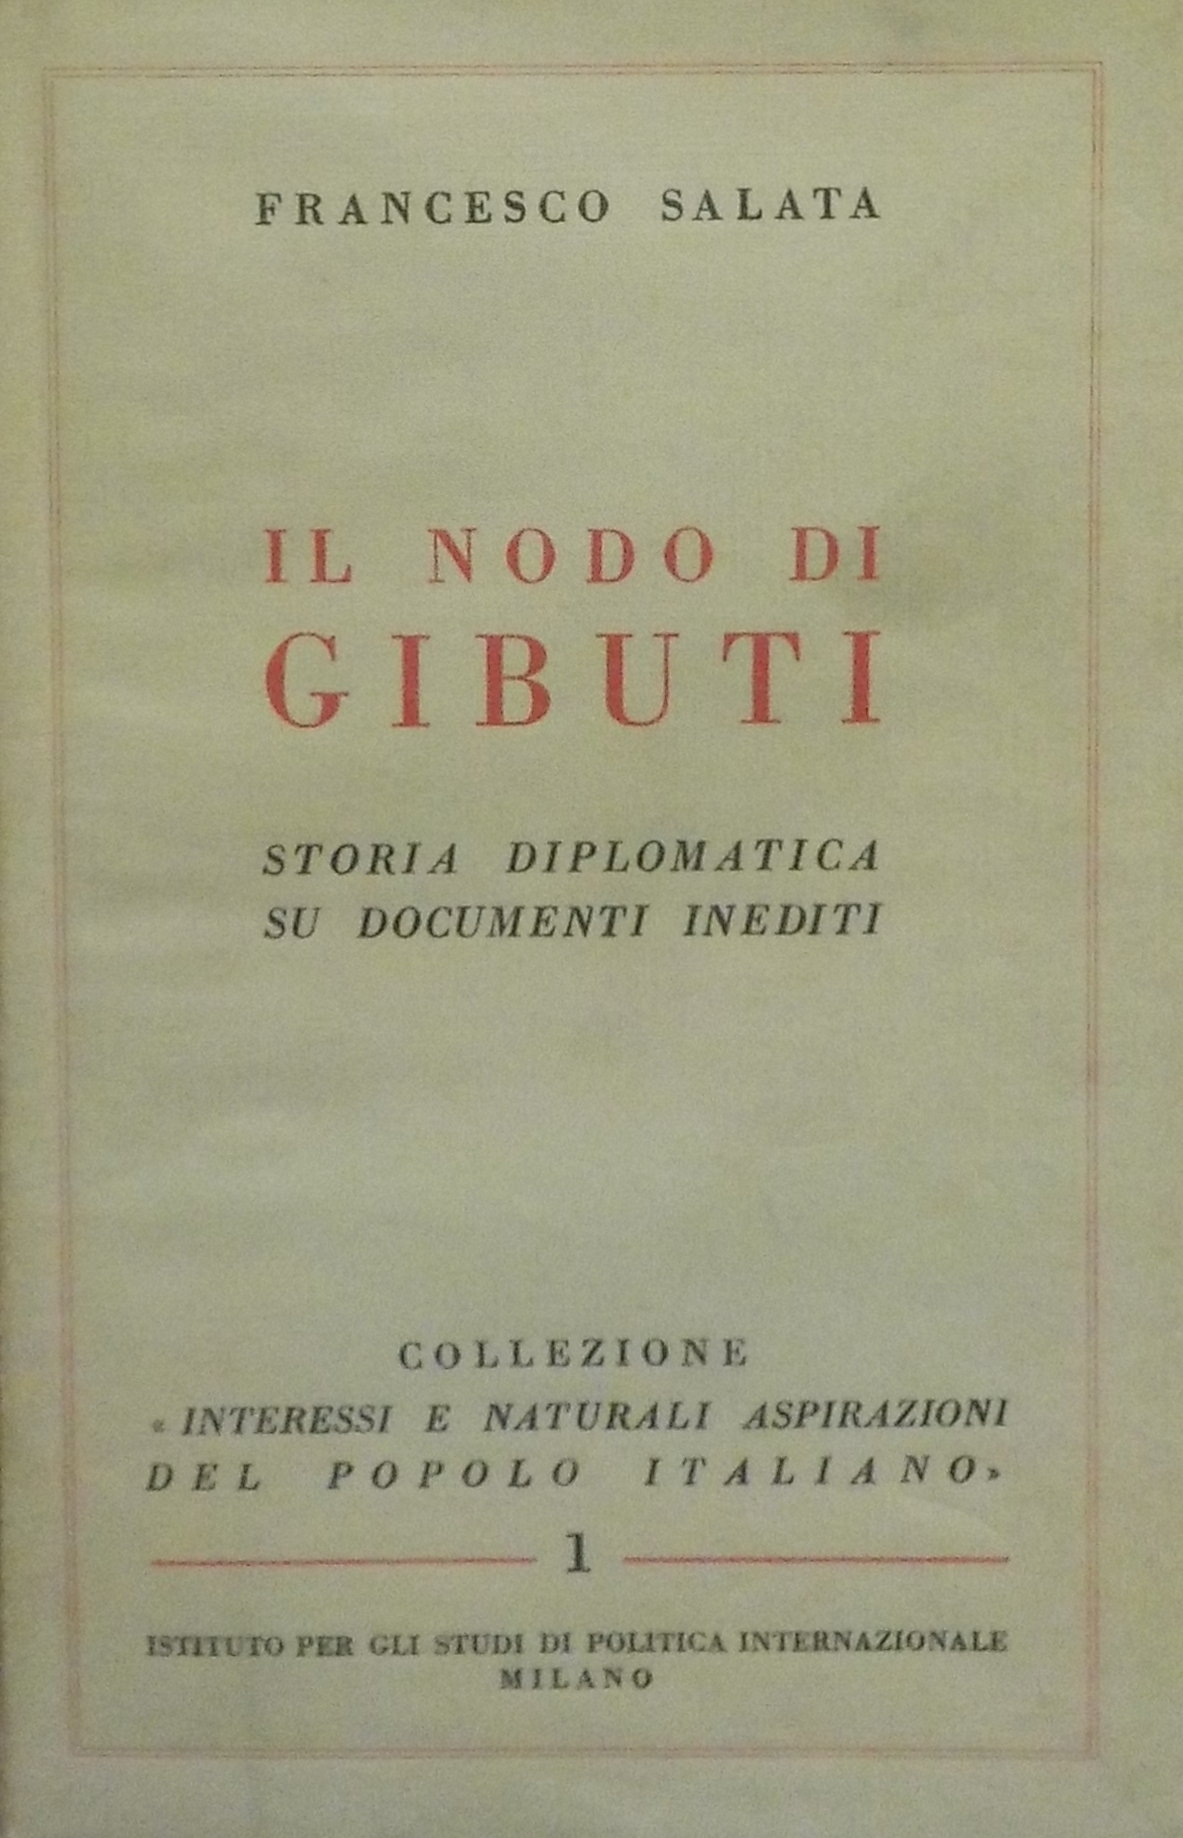 FRANCESCO SALATA
IL NODO DI
GIBUTI
STORIA DIPLOMATICA
SU DOCUMENTI INEDITI
COLLEZIONE
« INTERESSI E NATURALI ASPIRAZIONI
DEL POPOLO ITALIANO»
1
ISTITUTO PER GLI STUDI DI POLITICA INTERNAZIONALE
MILANO